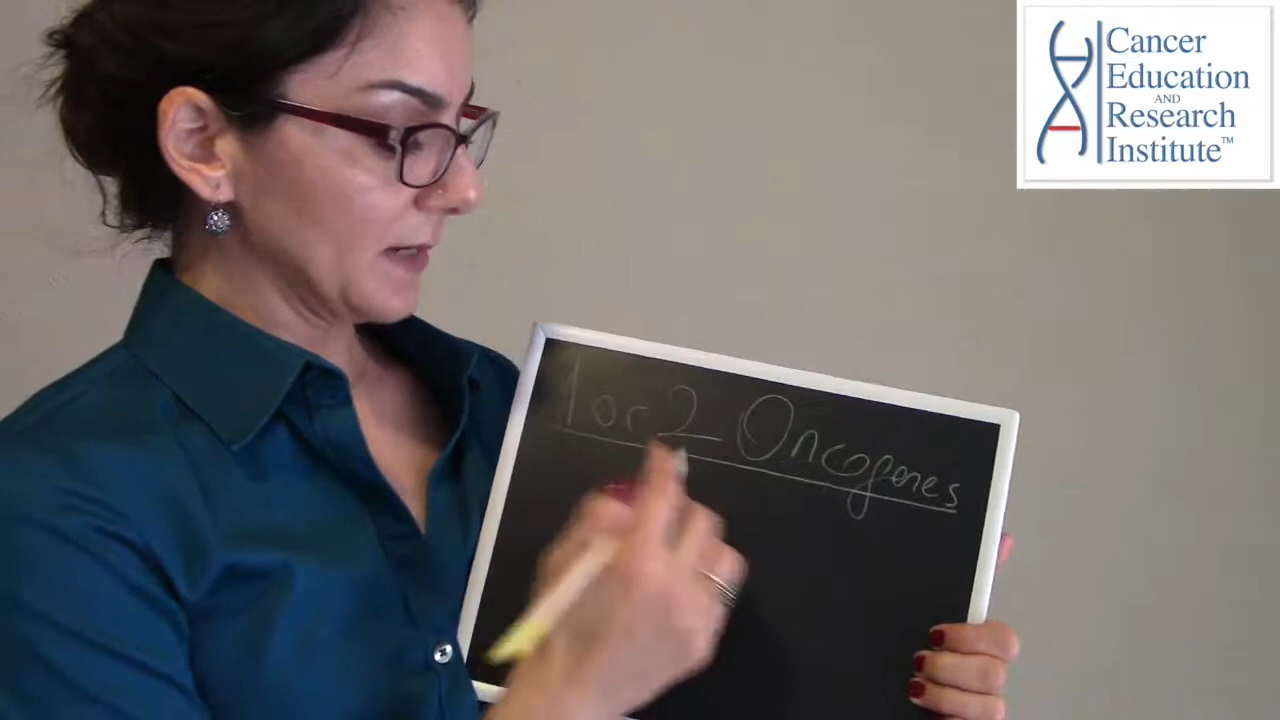 Cancer
Education
AND
Research
Institute™
1 or 2 Oncogenes